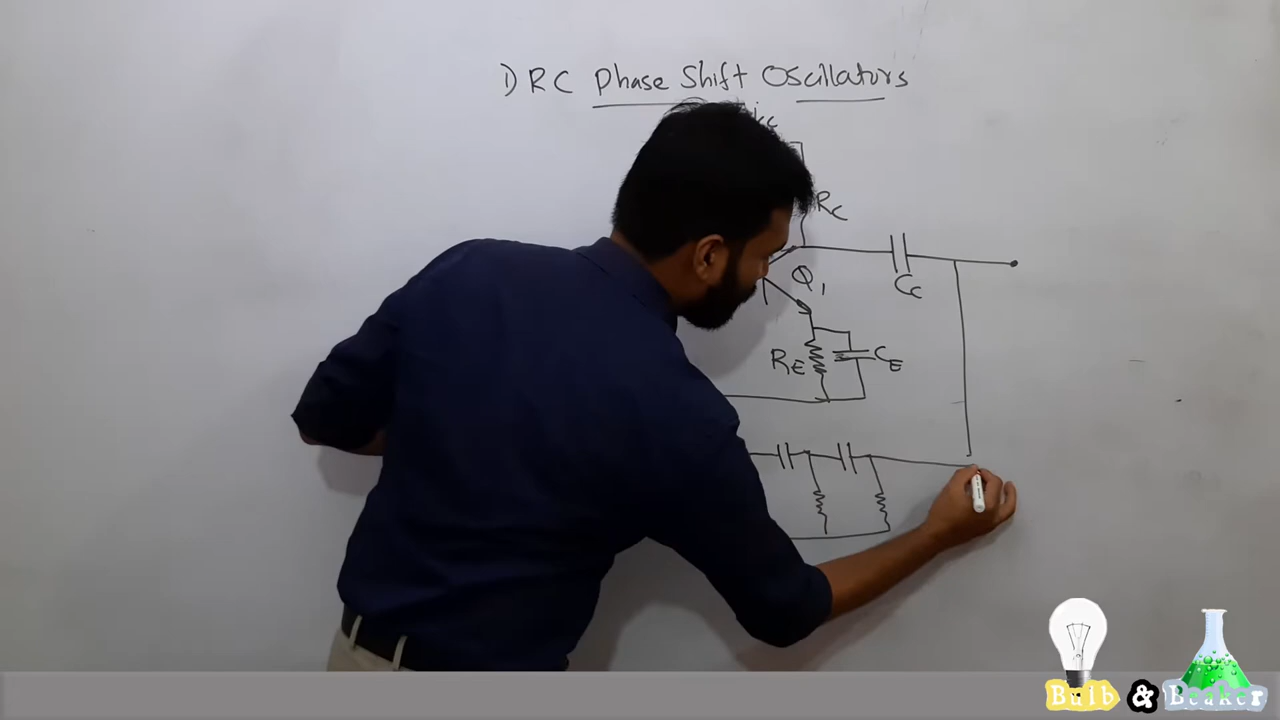 1) RC Phase Shift Oscillators
RC
Q1
CC
RE
CE
Bulb & Beaker